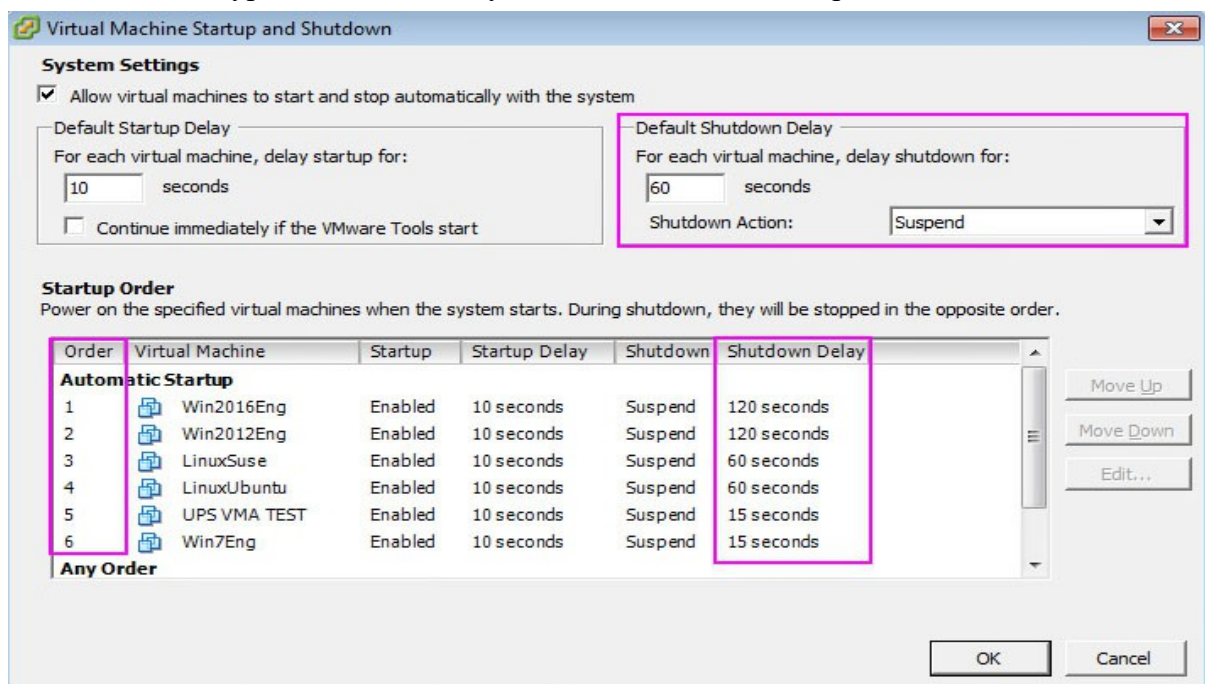 Virtual Machine Startup and Shutdown
System Settings
Allow virtual machines to start and stop automatically with the system
Default Startup Delay
For each virtual machine, delay startup for:
10 seconds
Continue immediately if the VMware Tools start
Default Shutdown Delay
For each virtual machine, delay shutdown for:
60 seconds
Shutdown Action: Suspend
Startup Order
Power on the specified virtual machines when the system starts. During shutdown, they will be stopped in the opposite order.
Order Virtual Machine Startup Startup Delay Shutdown Shutdown Delay
Automatic Startup
1 Win2016Eng Enabled 10 seconds Suspend 120 seconds
2 Win2012Eng Enabled 10 seconds Suspend 120 seconds
3 LinuxSuse Enabled 10 seconds Suspend 60 seconds
4 LinuxUbuntu Enabled 10 seconds Suspend 60 seconds
5 UPS VMA TEST Enabled 10 seconds Suspend 15 seconds
6 Win7Eng Enabled 10 seconds Suspend 15 seconds
Any Order
Move Up
Move Down
Edit...
OK Cancel